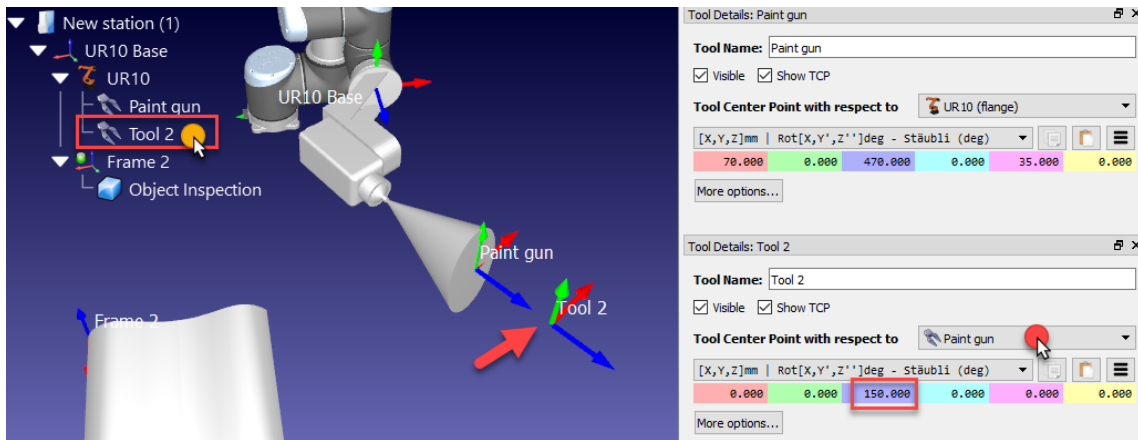 New station (1)
UR10 Base
UR10
Paint gun
Tool 2
Frame 2
Object Inspection
UR10 Base
Paint gun
Tool 2
Frame 2
Tool Details: Paint gun
Tool Name: Paint gun
Visible Show TCP
Tool Center Point with respect to UR10 (flange)
[X,Y,Z]mm | Rot[X,Y',Z'']deg - Stäubli (deg)
70.000 0.000 470.000 0.000 35.000 0.000
More options...
Tool Details: Tool 2
Tool Name: Tool 2
Visible Show TCP
Tool Center Point with respect to Paint gun
[X,Y,Z]mm | Rot[X,Y',Z'']deg - Stäubli (deg)
0.000 0.000 150.000 0.000 0.000 0.000
More options...